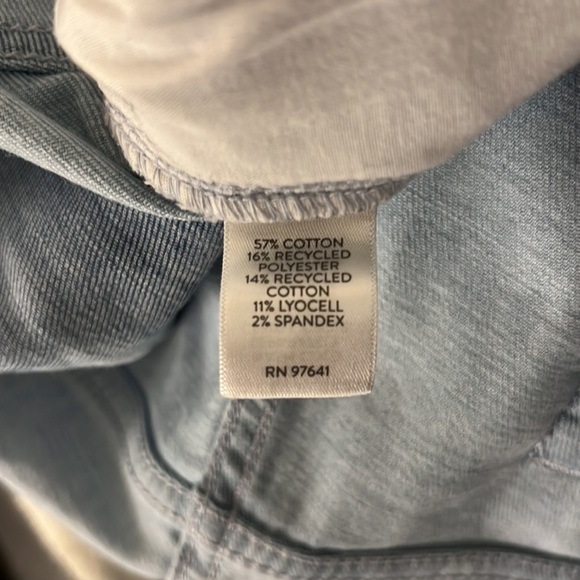 57% COTTON
16% RECYCLED
POLYESTER
14% RECYCLED
COTTON
11% LYOCELL
2% SPANDEX
RN 97641